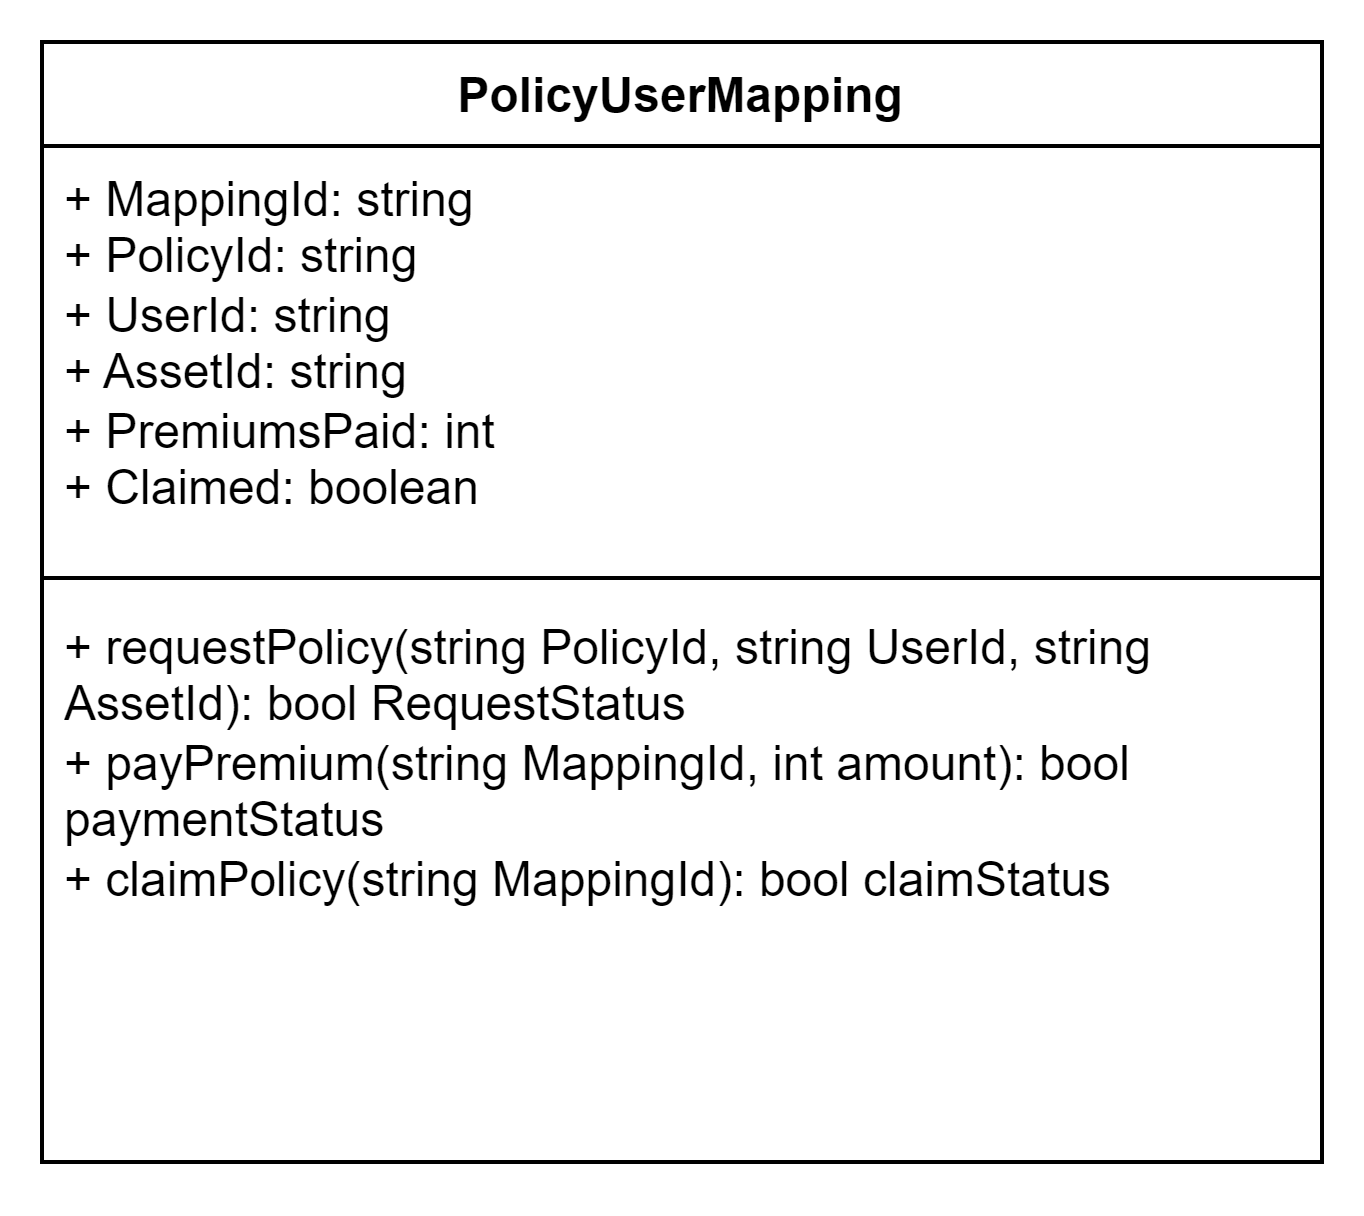 PolicyUserMapping
+ MappingId: string
+ PolicyId: string
+ UserId: string
+ AssetId: string
+ PremiumsPaid: int
+ Claimed: boolean
+ requestPolicy(string PolicyId, string UserId, string
AssetId): bool RequestStatus
+ payPremium(string MappingId, int amount): bool
paymentStatus
+ claimPolicy(string MappingId): bool claimStatus